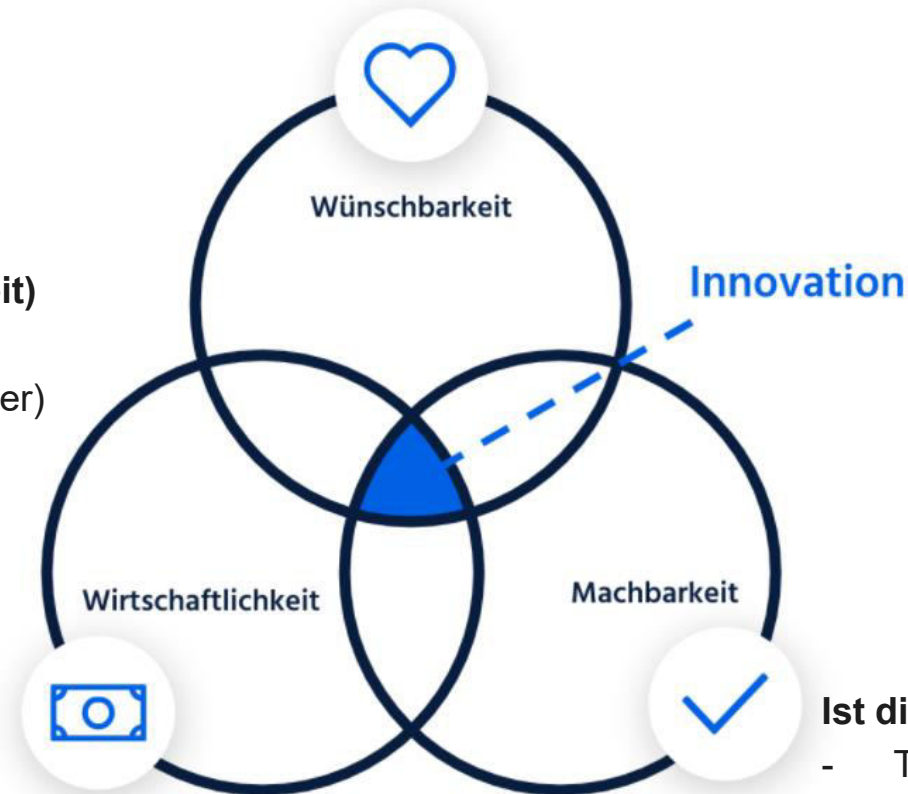 Wünschbarkeit
Innovation
it)
er)
Wirtschaftlichkeit
Machbarkeit
Ist di
- T